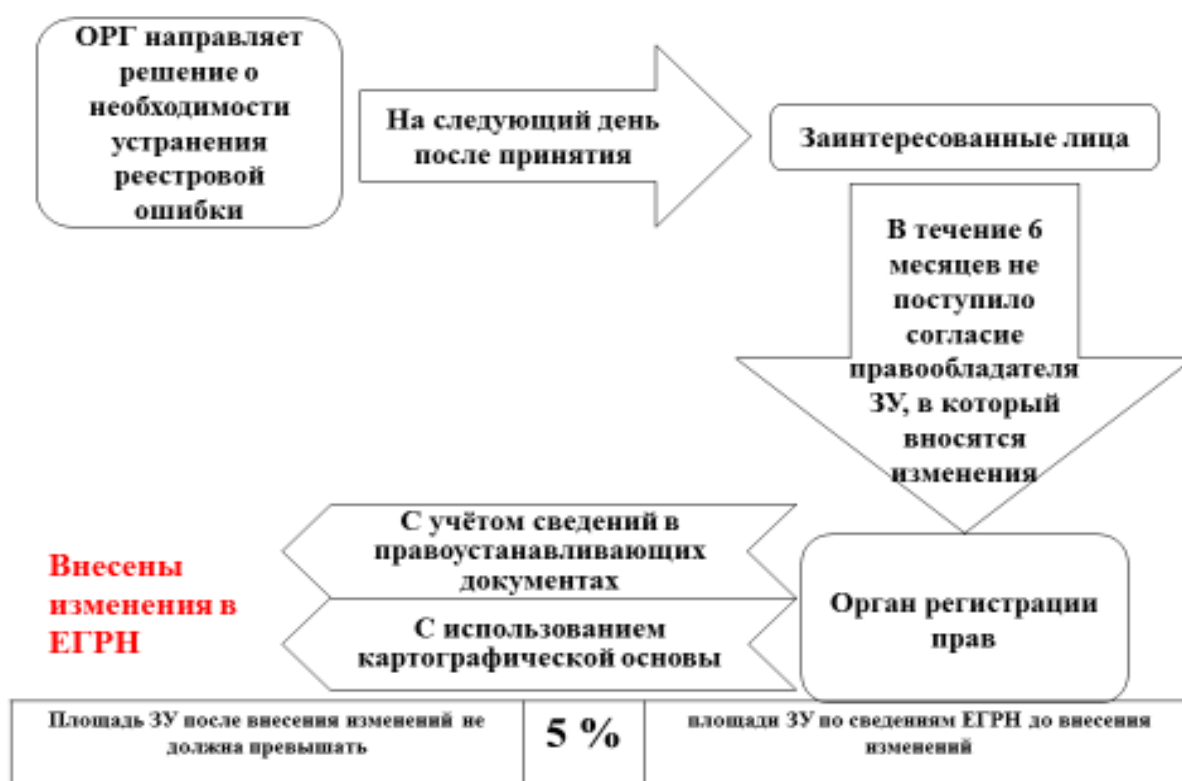 ОРГ направляет
решение о
необходимости
устранения
реестровой
ошибки
На следующий день
после принятия
Заинтересованные лица
В течение 6
месяцев не
поступило
согласие
правообладателя
ЗУ, в который
вносятся
изменения
С учётом сведений в
правоустанавливающих
документах
С использованием
картографической основы
Внесены
изменения в
ЕГРН
Орган регистрации
прав
Площадь ЗУ после внесения изменений не
должна превышать
5 %
площади ЗУ по сведениям ЕГРН до внесения
изменений